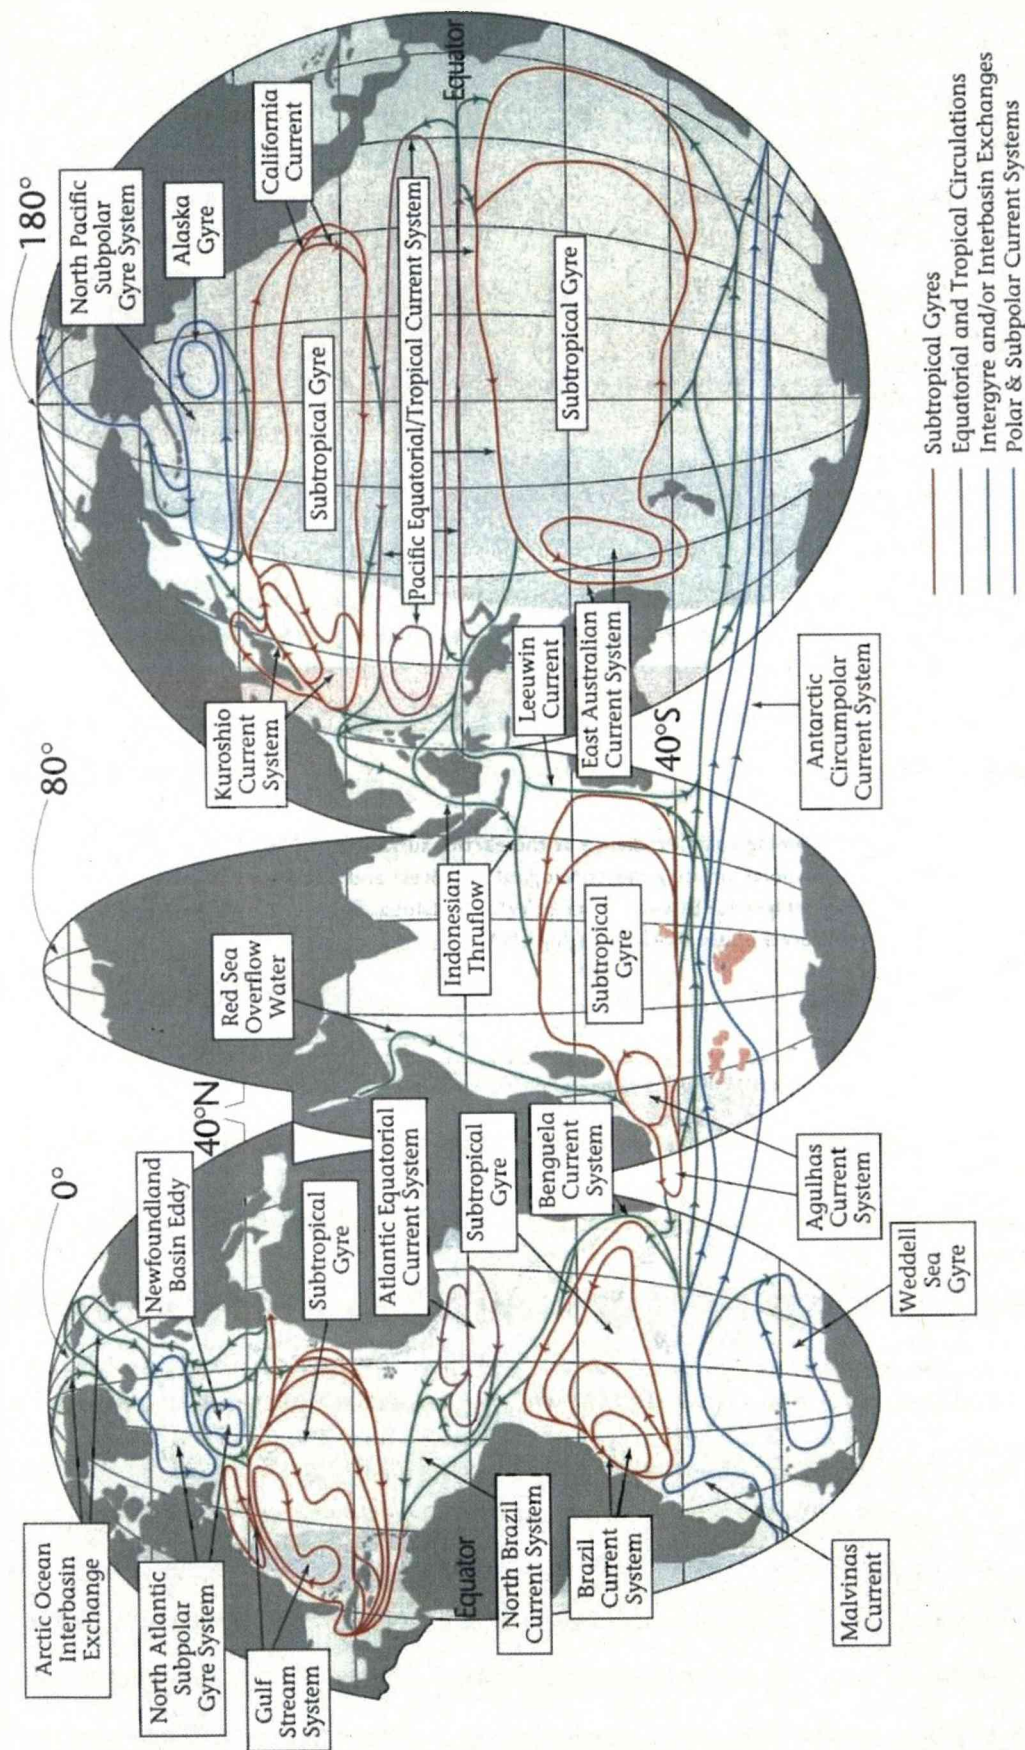 0°
80°
180°
Arctic Ocean
Interbasin
Exchange
North Atlantic
Subpolar
Gyre System
Gulf
Stream
System
Newfoundland
Basin Eddy
40°N
Subtropical
Gyre
Atlantic Equatorial
Current System
Subtropical
Gyre
Benguela
Current
System
Equator
North Brazil
Current System
Brazil
Current
System
Malvinas
Current
Weddell
Sea
Gyre
Agulhas
Current
System
Red Sea
Overflow
Water
Indonesian
Thruflow
Subtropical
Gyre
Kuroshio
Current
System
Leeuwin
Current
East Australian
Current System
40°S
Antarctic
Circumpolar
Current System
North Pacific
Subpolar
Gyre System
Alaska
Gyre
California
Current
Subtropical Gyre
Pacific Equatorial/Tropical Current System
Equator
Subtropical Gyre
Subtropical Gyres
Equatorial and Tropical Circulations
Intergyre and/or Interbasin Exchanges
Polar & Subpolar Current Systems